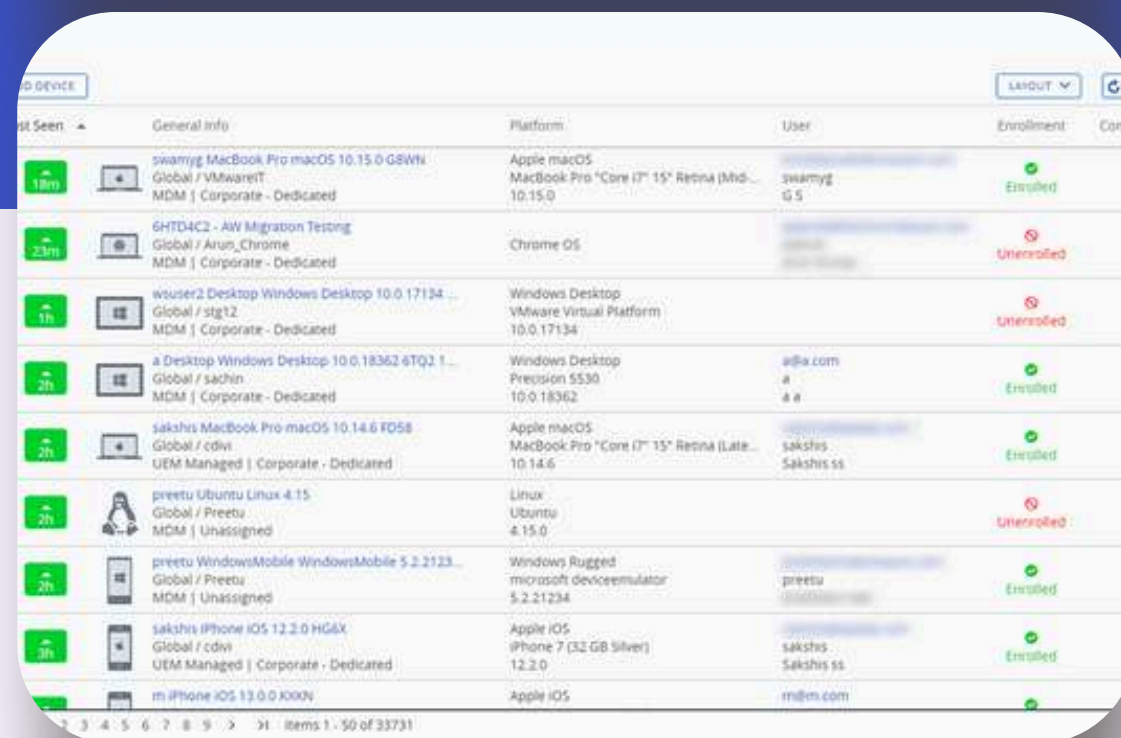 DEVICE
LAYOUT
Seen General Info Platform User Enrollment
18m
swamyg MacBook Pro macOS 10.15.0 G8WN
Global / VMwareIT
MDM | Corporate - Dedicated
Apple macOS
MacBook Pro "Core i7" 15" Retina (Mid-...
10.15.0
swamyg
G S
Enrolled
23m
6HTD4C2 - AW Migration Testing
Global / Arun_Chrome
MDM | Corporate - Dedicated
Chrome OS
Unenrolled
1h
wsuser2 Desktop Windows Desktop 10.0.17134 ...
Global / stg12
MDM | Corporate - Dedicated
Windows Desktop
VMware Virtual Platform
10.0.17134
Unenrolled
2h
a Desktop Windows Desktop 10.0.18362 6TQ2 1...
Global / sachin
MDM | Corporate - Dedicated
Windows Desktop
Precision 5530
10.0.18362
a@a.com
a
a a
Enrolled
2h
sakshis MacBook Pro macOS 10.14.6 FD58
Global / cdivi
UEM Managed | Corporate - Dedicated
Apple macOS
MacBook Pro "Core i7" 15" Retina (Late...
10.14.6
sakshis
Sakshis ss
Enrolled
2h
preetu Ubuntu Linux 4.15
Global / Preetu
MDM | Unassigned
Linux
Ubuntu
4.15.0
Unenrolled
2h
preetu WindowsMobile WindowsMobile 5.2.2123...
Global / Preetu
MDM | Unassigned
Windows Rugged
microsoft deviceemulator
5.2.21234
preetu
Enrolled
3h
sakshis iPhone iOS 12.2.0 HG6X
Global / cdivi
UEM Managed | Corporate - Dedicated
Apple iOS
iPhone 7 (32 GB Silver)
12.2.0
sakshis
Sakshis ss
Enrolled
m iPhone iOS 13.0.0 KXKN
Apple iOS
m@m.com
2 3 4 5 6 7 8 9 > >| Items 1 - 50 of 33731